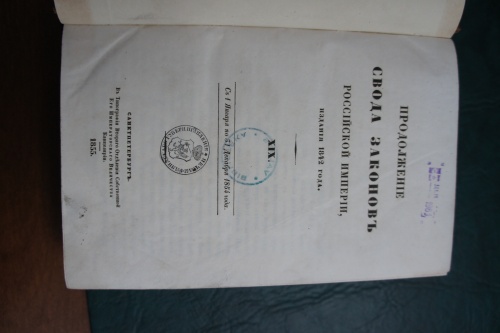 ПРОДОЛЖЕНІЕ
СВОДА ЗАКОНОВЪ
РОССІЙСКОЙ ИМПЕРІИ,
ИЗДАНІЯ 1842 ГОДА.
XIX.
Съ 1 Января по 31 Декабря 1854 года.
САНКТПЕТЕРБУРГЪ.
Въ Типографіи Втораго Отдѣленія Собственной
Его Императорскаго Величества
Канцеляріи.
1855.